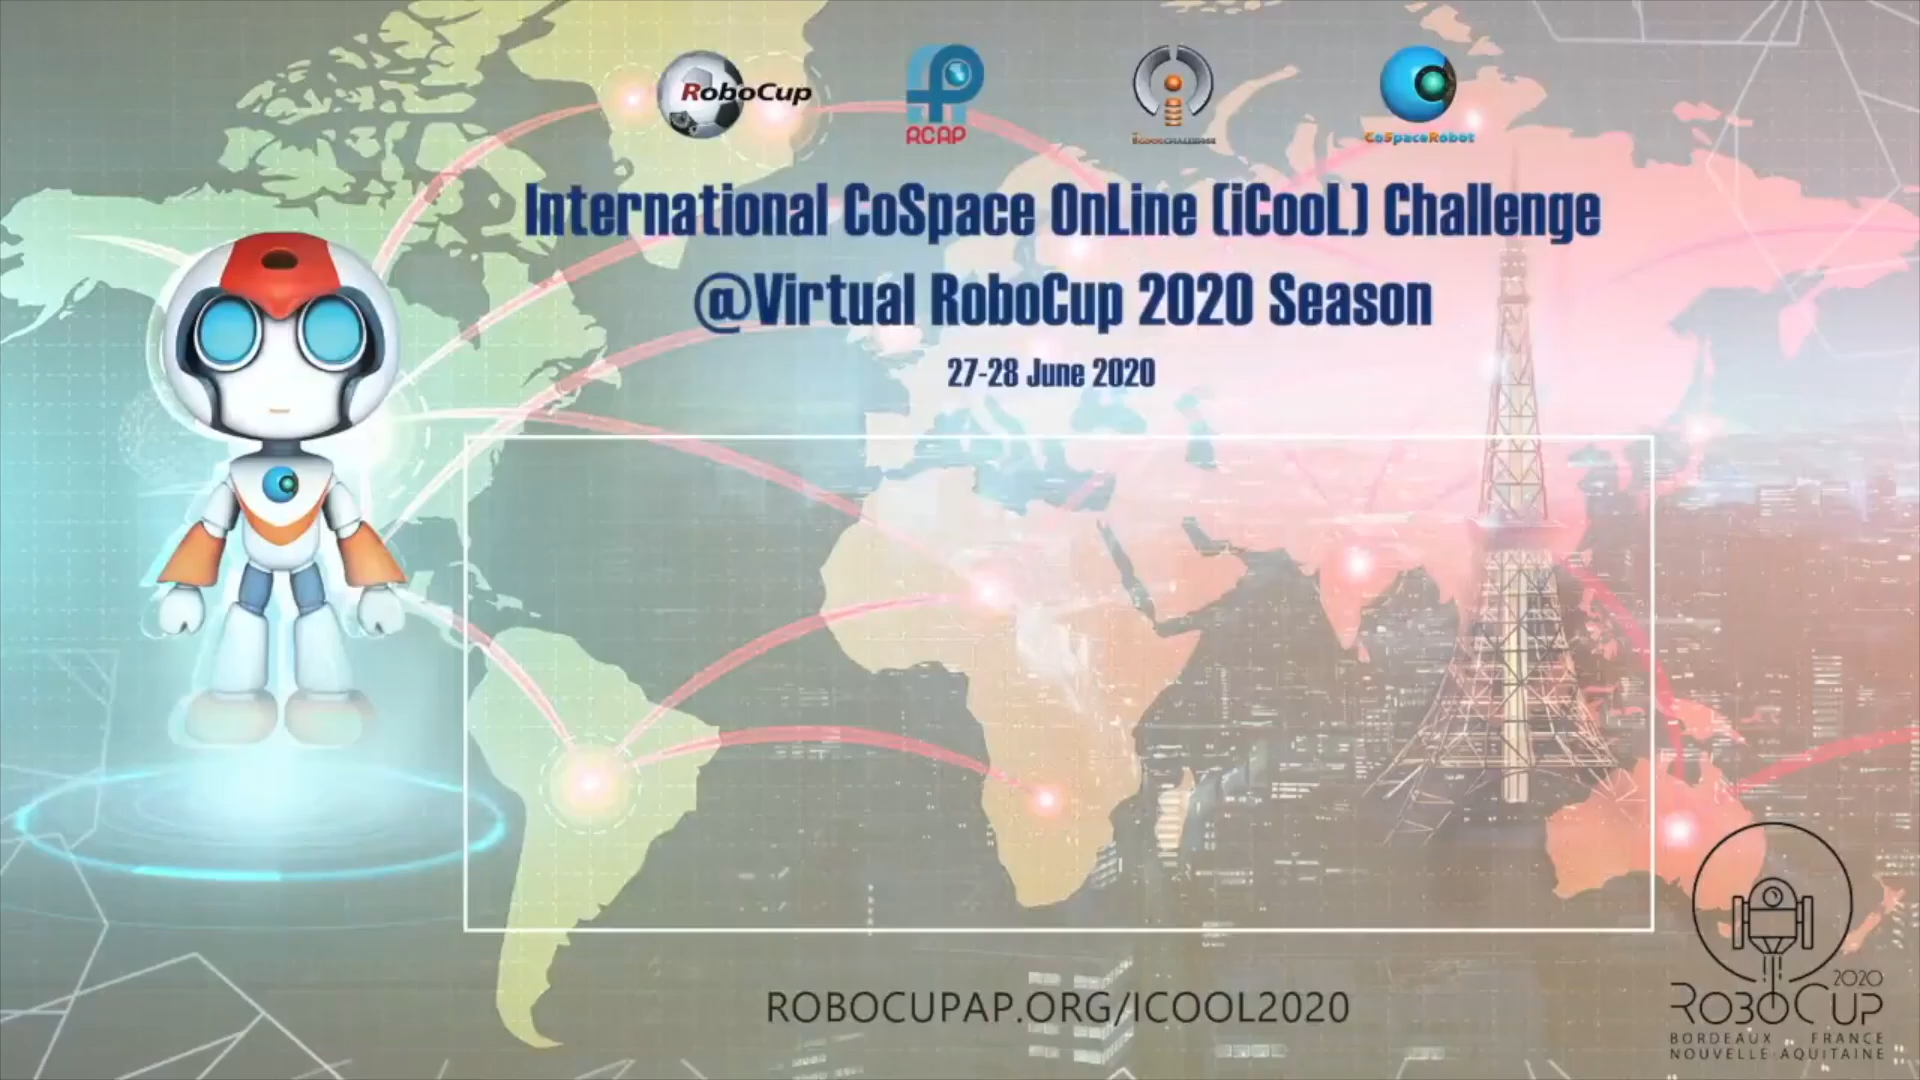 RoboCup
RCAP
iCOOLCHALLENGE
CoSpaceRobot
International CoSpace OnLine (iCooL) Challenge
@Virtual RoboCup 2020 Season
27-28 June 2020
ROBOCUPAP.ORG/ICOOL2020
2020
ROBOCUP
BORDEAUX FRANCE
NOUVELLE-AQUITAINE